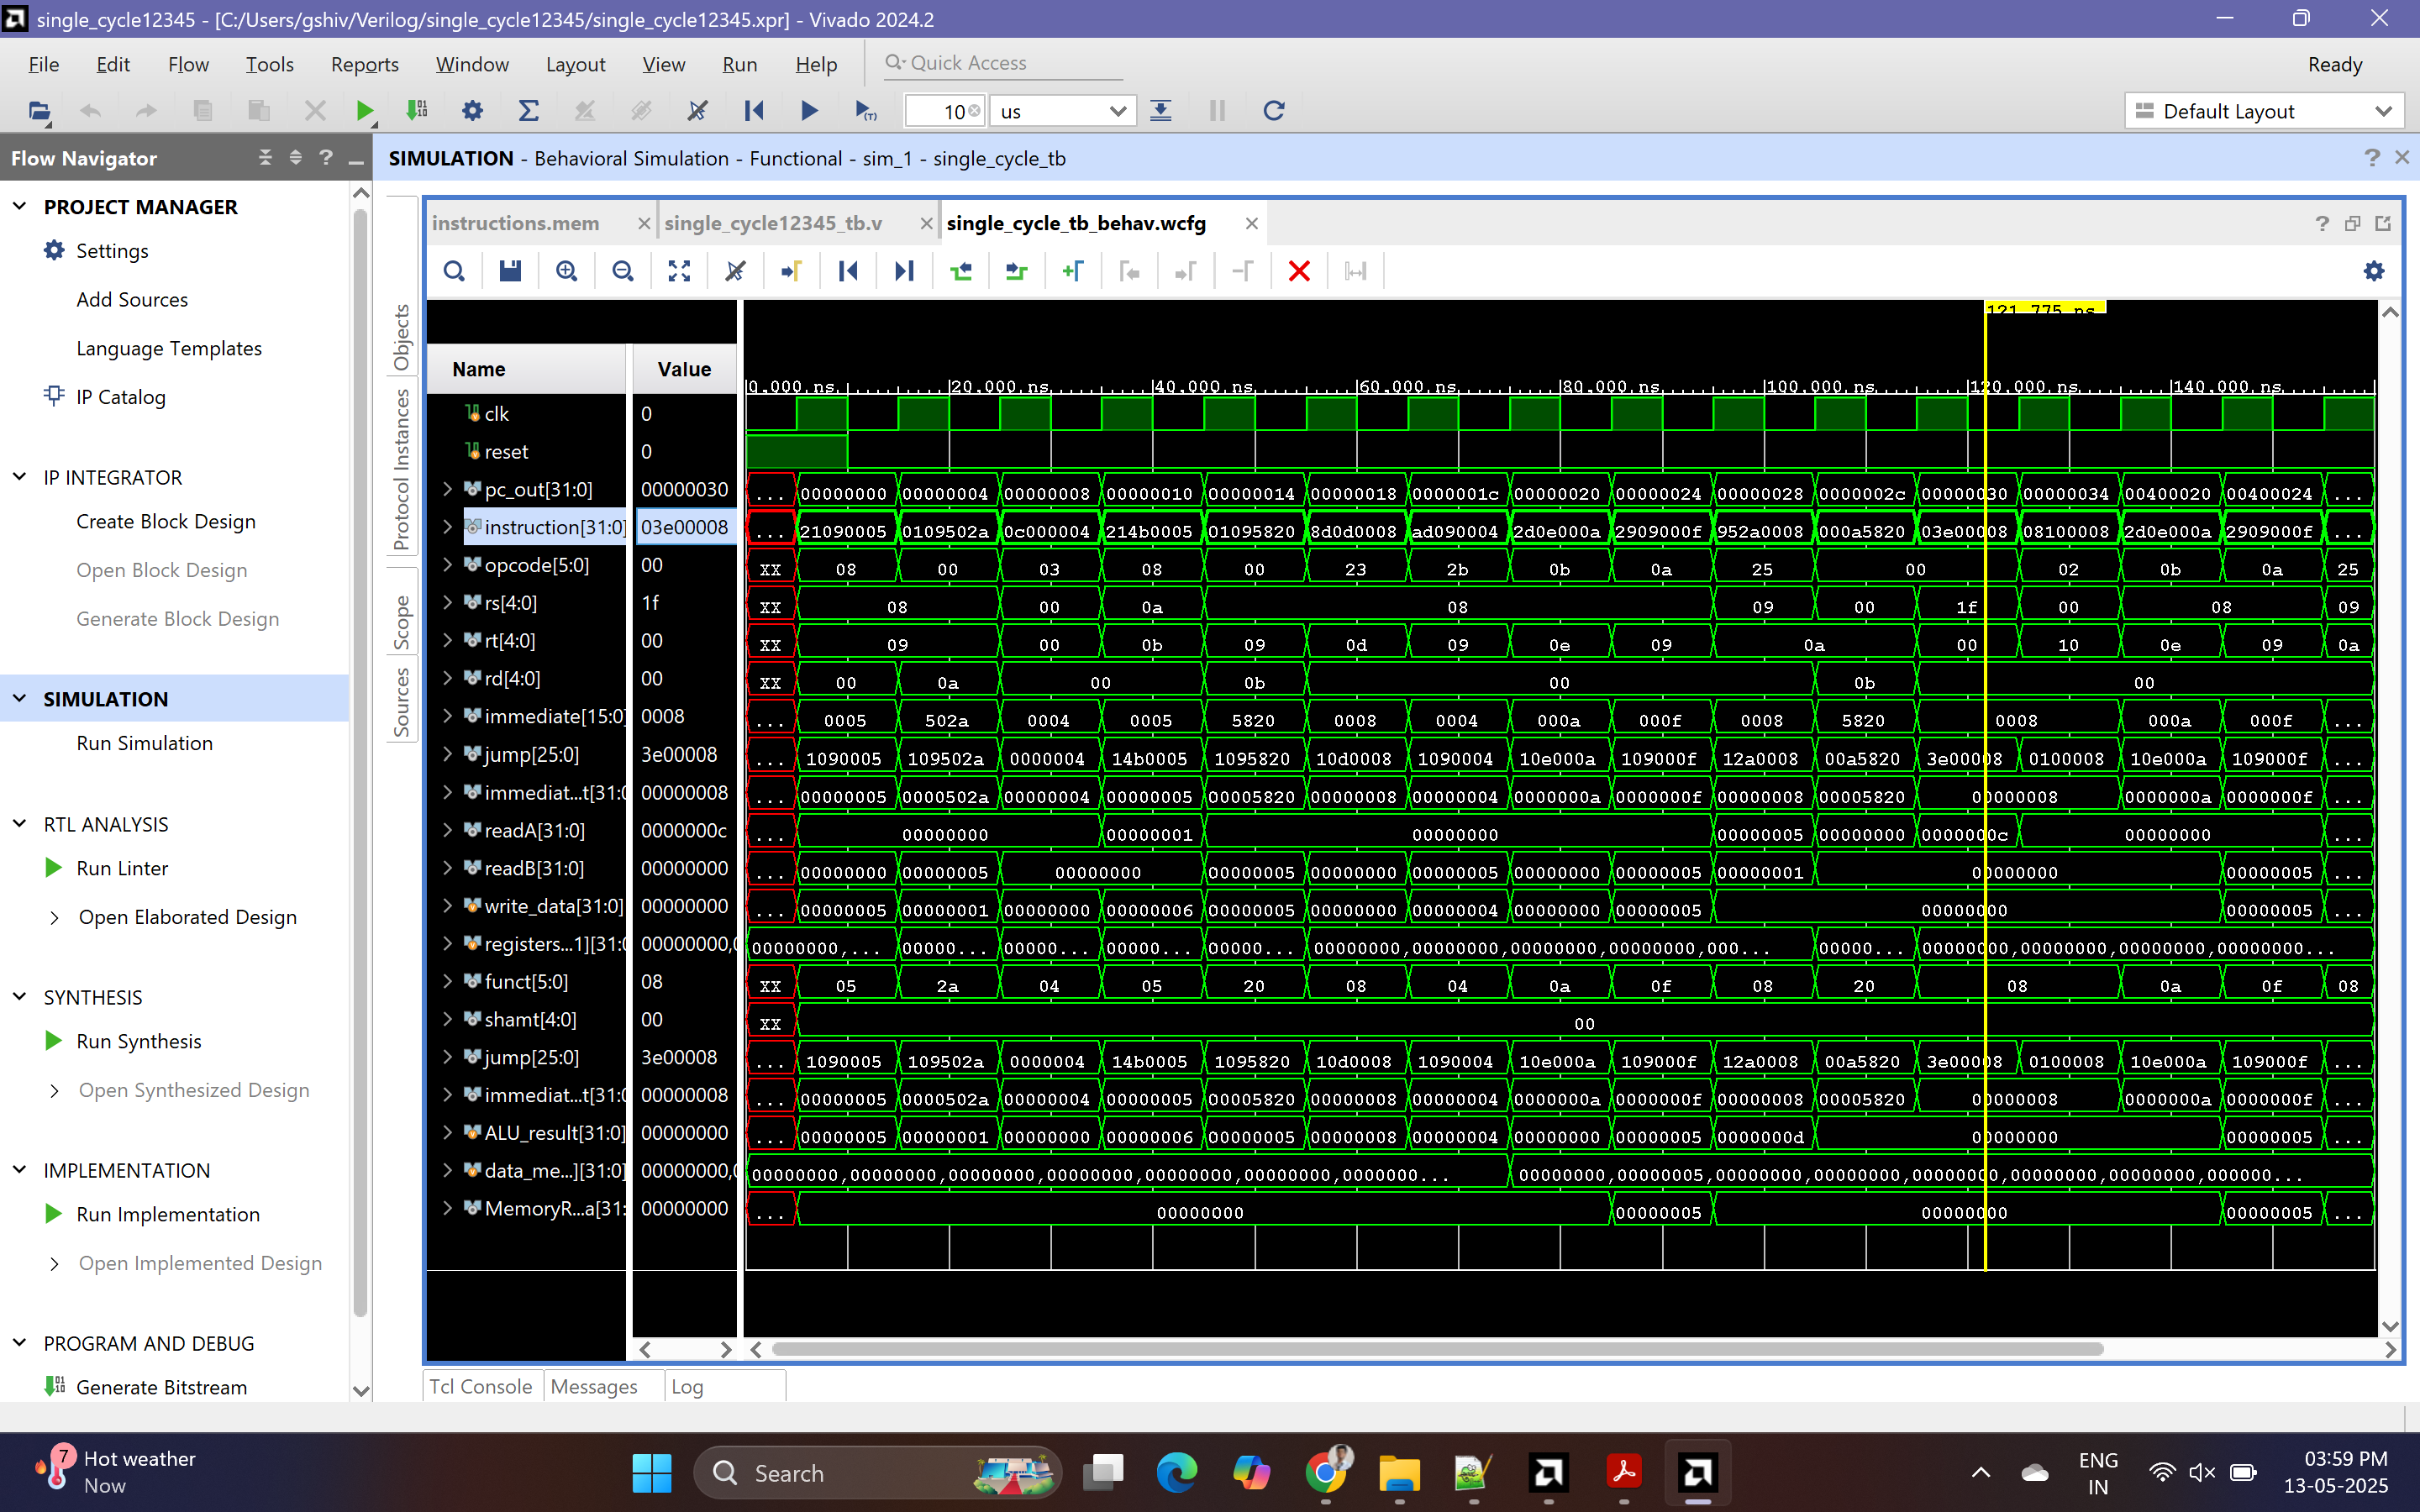 single_cycle12345 - [C:/Users/gshiv/Verilog/single_cycle12345/single_cycle12345.xpr] - Vivado 2024.2
File Edit Flow Tools Reports Window Layout View Run Help Quick Access Ready
10 us Default Layout
Flow Navigator
SIMULATION - Behavioral Simulation - Functional - sim_1 - single_cycle_tb
PROJECT MANAGER
Settings
Add Sources
Language Templates
IP Catalog
IP INTEGRATOR
Create Block Design
Open Block Design
Generate Block Design
SIMULATION
Run Simulation
RTL ANALYSIS
Run Linter
Open Elaborated Design
SYNTHESIS
Run Synthesis
Open Synthesized Design
IMPLEMENTATION
Run Implementation
Open Implemented Design
PROGRAM AND DEBUG
Generate Bitstream
Objects
Protocol Instances
Scope
Sources
instructions.mem single_cycle12345_tb.v single_cycle_tb_behav.wcfg
121.775 ns
Name Value
0.000 ns 20.000 ns 40.000 ns 60.000 ns 80.000 ns 100.000 ns 120.000 ns 140.000 ns
clk 0
reset 0
pc_out[31:0] 00000030 ... 00000000 00000004 00000008 00000010 00000014 00000018 0000001c 00000020 00000024 00000028 0000002c 00000030 00000034 00400020 00400024 ...
instruction[31:0] 03e00008 ... 21090005 0109502a 0c000004 214b0005 01095820 8d0d0008 ad090004 2d0e000a 2909000f 952a0008 000a5820 03e00008 08100008 2d0e000a 2909000f ...
opcode[5:0] 00 XX 08 00 03 08 00 23 2b 0b 0a 25 00 02 0b 0a 25
rs[4:0] 1f XX 08 00 0a 08 09 00 1f 00 08 09
rt[4:0] 00 XX 09 00 0b 09 0d 09 0e 09 0a 00 10 0e 09 0a
rd[4:0] 00 XX 00 0a 00 0b 00 0b 00
immediate[15:0] 0008 ... 0005 502a 0004 0005 5820 0008 0004 000a 000f 0008 5820 0008 000a 000f ...
jump[25:0] 3e00008 ... 1090005 109502a 0000004 14b0005 1095820 10d0008 1090004 10e000a 109000f 12a0008 00a5820 3e00008 0100008 10e000a 109000f ...
immediat...t[31:0 00000008 ... 00000005 0000502a 00000004 00000005 00005820 00000008 00000004 0000000a 0000000f 00000008 00005820 00000008 0000000a 0000000f ...
readA[31:0] 0000000c ... 00000000 00000001 00000000 00000005 00000000 0000000c 00000000 ...
readB[31:0] 00000000 ... 00000000 00000005 00000000 00000005 00000000 00000005 00000000 00000005 00000001 00000000 00000005 ...
write_data[31:0] 00000000 ... 00000005 00000001 00000000 00000006 00000005 00000000 00000004 00000000 00000005 00000000 00000005 ...
registers...1][31:0 00000000,0 00000000,... 00000... 00000... 00000... 00000... 00000000,00000000,00000000,00000000,000... 00000... 00000000,00000000,00000000,00000000...
funct[5:0] 08 XX 05 2a 04 05 20 08 04 0a 0f 08 20 08 0a 0f 08
shamt[4:0] 00 XX 00
jump[25:0] 3e00008 ... 1090005 109502a 0000004 14b0005 1095820 10d0008 1090004 10e000a 109000f 12a0008 00a5820 3e00008 0100008 10e000a 109000f ...
immediat...t[31:0 00000008 ... 00000005 0000502a 00000004 00000005 00005820 00000008 00000004 0000000a 0000000f 00000008 00005820 00000008 0000000a 0000000f ...
ALU_result[31:0] 00000000 ... 00000005 00000001 00000000 00000006 00000005 00000008 00000004 00000000 00000005 0000000d 00000000 00000005 ...
data_me...][31:0] 00000000,0 00000000,00000000,00000000,00000000,00000000,00000000,0000000... 00000000,00000005,00000000,00000000,00000000,00000000,00000000,000000...
MemoryR...a[31: 00000000 ... 00000000 00000005 00000000 00000005 ...
Tcl Console Messages Log
7 Hot weather
Now
Search
ENG
IN
03:59 PM
13-05-2025